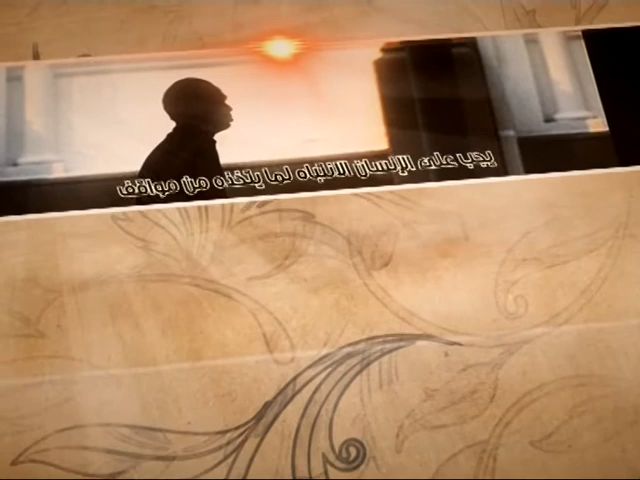 يجب على الإنسان الانتباه لما يتخذه من مواقف